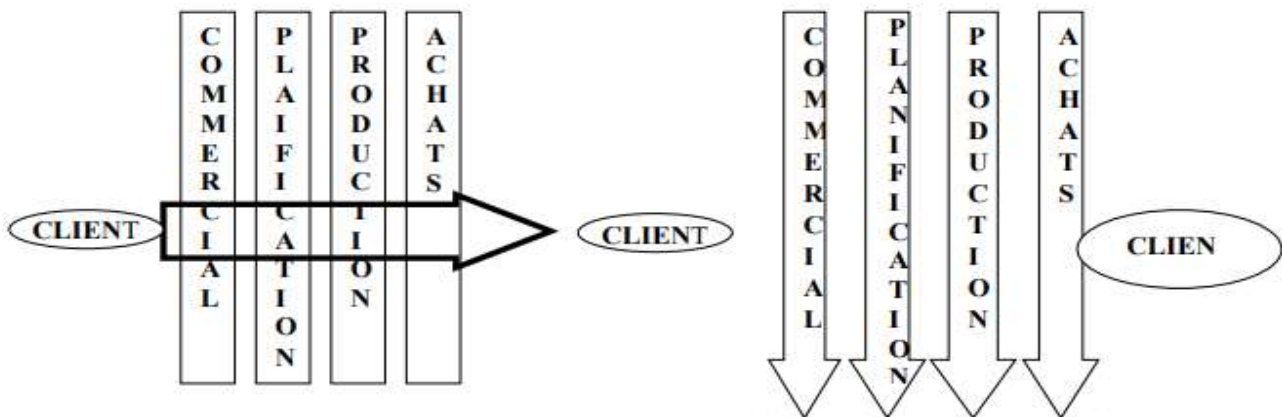 CLIENT
COMMERCIAL
PLAIFICATION
PRODUCTION
ACHATS
CLIENT
COMMERCIAL
PLANIFICATION
PRODUCTION
ACHATS
CLIEN